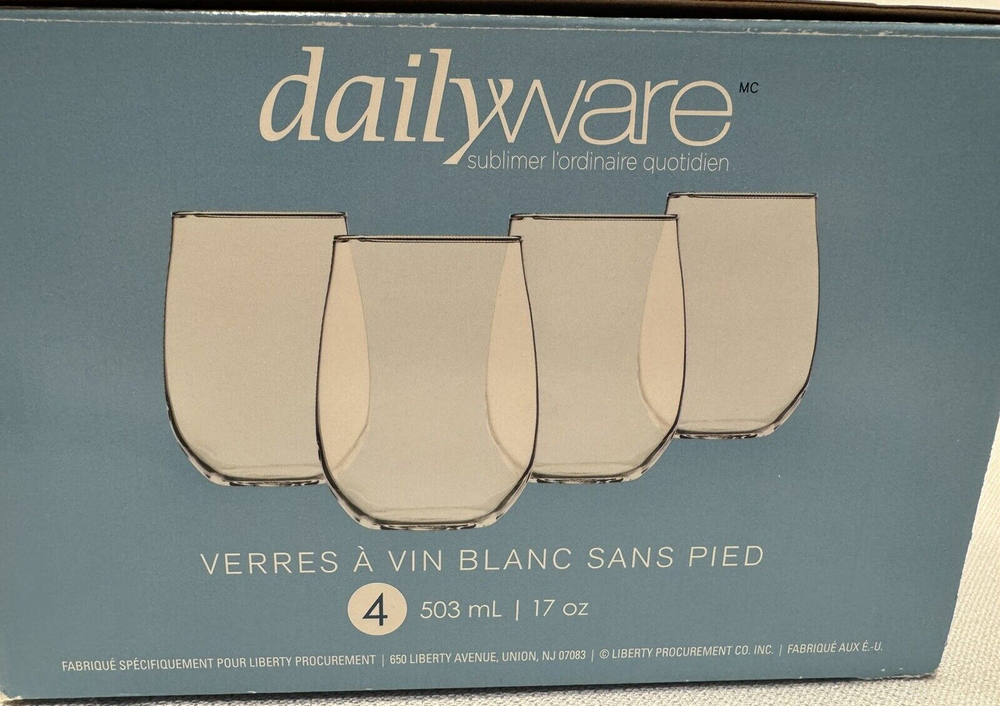 dailyware MC
sublimer l'ordinaire quotidien
VERRES À VIN BLANC SANS PIED
4 503 mL | 17 oz
FABRIQUÉ SPÉCIFIQUEMENT POUR LIBERTY PROCUREMENT | 650 LIBERTY AVENUE, UNION, NJ 07083 | © LIBERTY PROCUREMENT CO. INC. | FABRIQUÉ AUX É.-U.